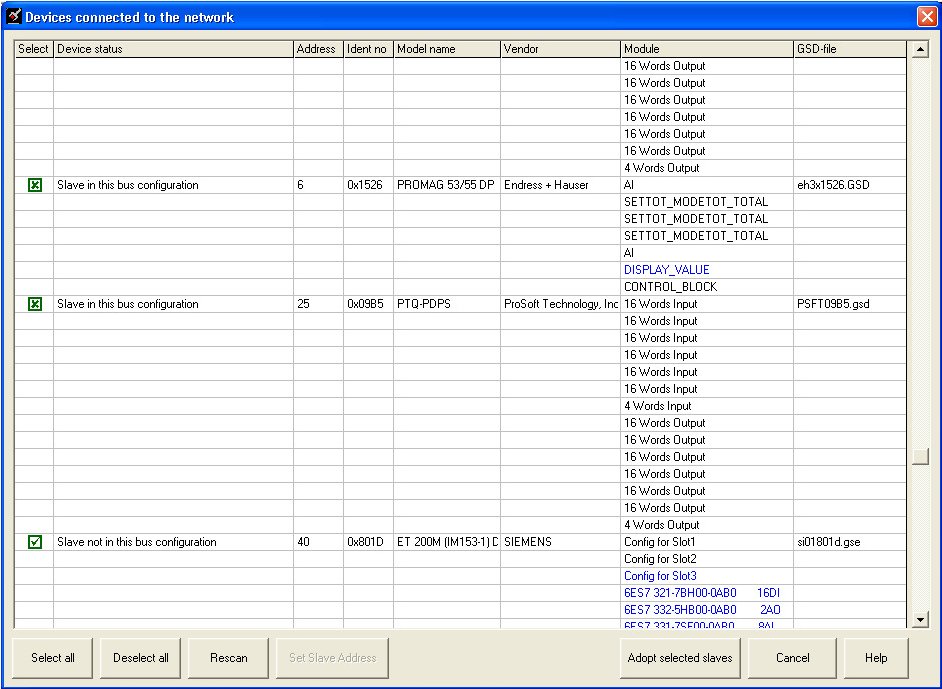 Devices connected to the network
Select Device status Address Ident no Model name Vendor Module GSD-file
16 Words Output
16 Words Output
16 Words Output
16 Words Output
16 Words Output
16 Words Output
4 Words Output
Slave in this bus configuration 6 0x1526 PROMAG 53/55 DP Endress + Hauser AI eh3x1526.GSD
SETTOT_MODETOT_TOTAL
SETTOT_MODETOT_TOTAL
SETTOT_MODETOT_TOTAL
AI
DISPLAY_VALUE
CONTROL_BLOCK
Slave in this bus configuration 25 0x09B5 PTQ-PDPS ProSoft Technology, Inc 16 Words Input PSFT09B5.gsd
16 Words Input
16 Words Input
16 Words Input
16 Words Input
16 Words Input
4 Words Input
16 Words Output
16 Words Output
16 Words Output
16 Words Output
16 Words Output
16 Words Output
4 Words Output
Slave not in this bus configuration 40 0x801D ET 200M (IM153-1) D SIEMENS Config for Slot1 si01801d.gse
Config for Slot2
Config for Slot3
6ES7 321-7BH00-0AB0 16DI
6ES7 332-5HB00-0AB0 2AO
6ES7 331-7SF00-0AB0 8AI
Select all Deselect all Rescan Set Slave Address Adopt selected slaves Cancel Help